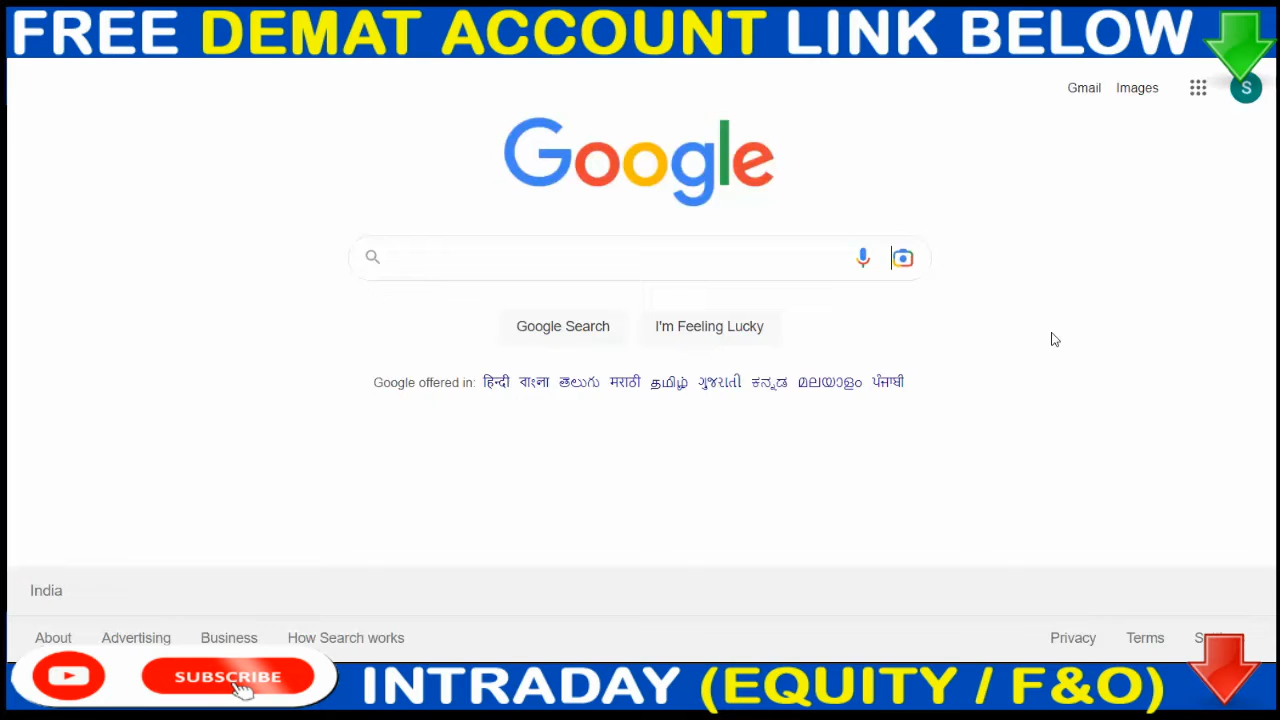 FREE DEMAT ACCOUNT LINK BELOW
Gmail Images S
Google
Google Search I'm Feeling Lucky
Google offered in: हिन्दी বাংলা తెలుగు मराठी தமிழ் ગુજરાતી ಕನ್ನಡ മലയാളം ਪੰਜਾਬੀ
India
About Advertising Business How Search works Privacy Terms
SUBSCRIBE
INTRADAY (EQUITY / F&O)